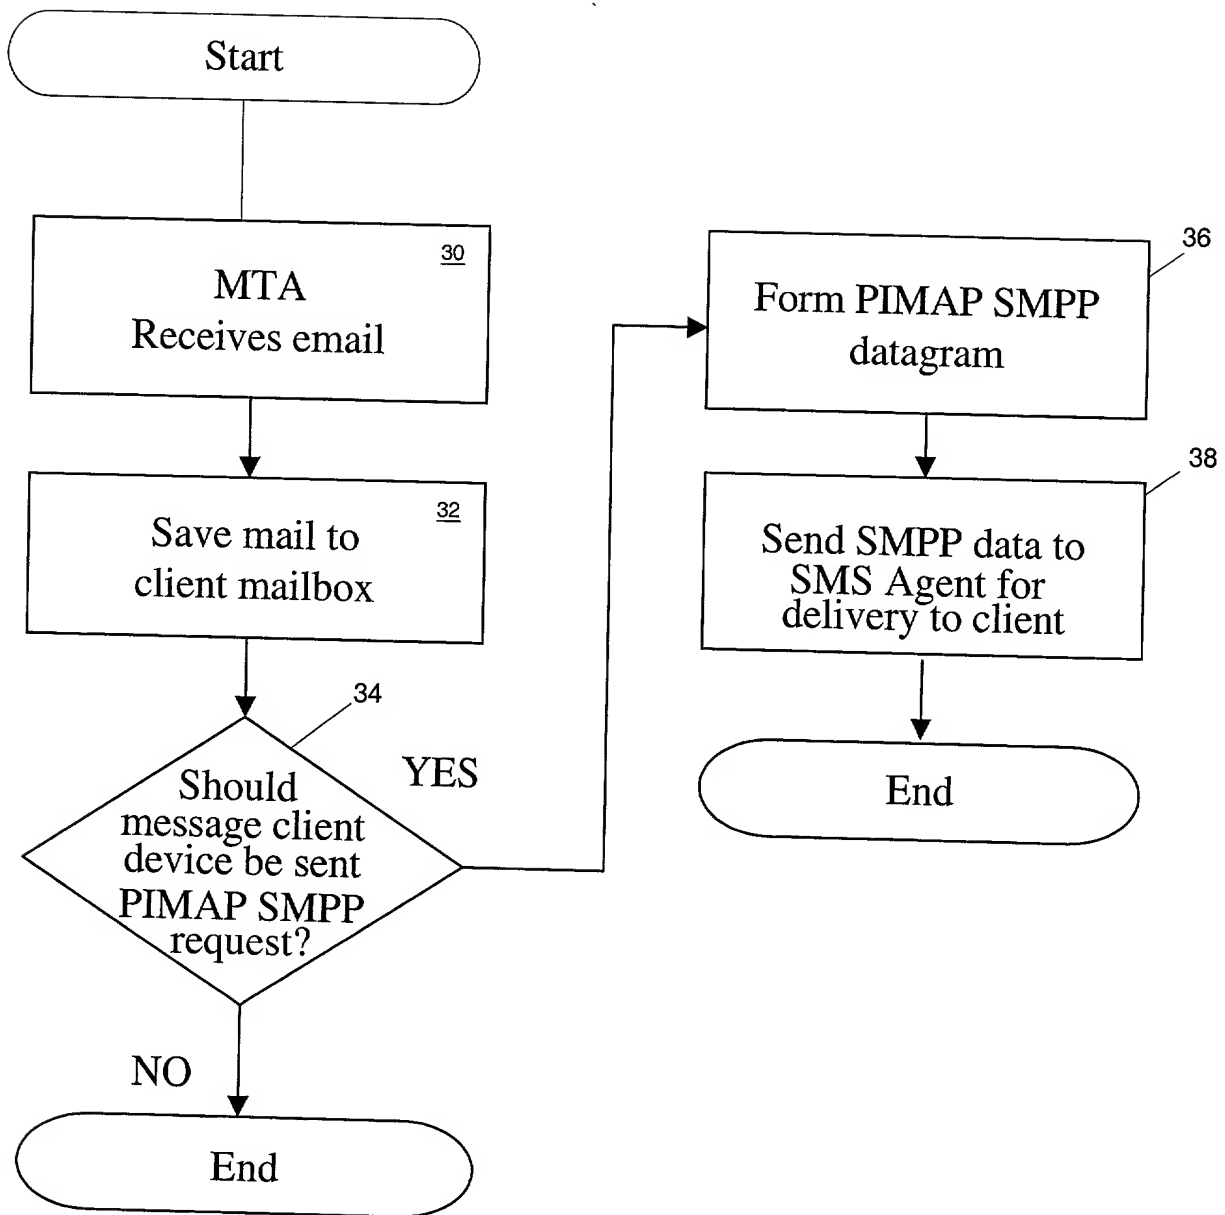 Start
30
MTA
Receives email
32
Save mail to
client mailbox
34
Should
message client
device be sent
PIMAP SMPP
request?
YES
NO
End
36
Form PIMAP SMPP
datagram
38
Send SMPP data to
SMS Agent for
delivery to client
End